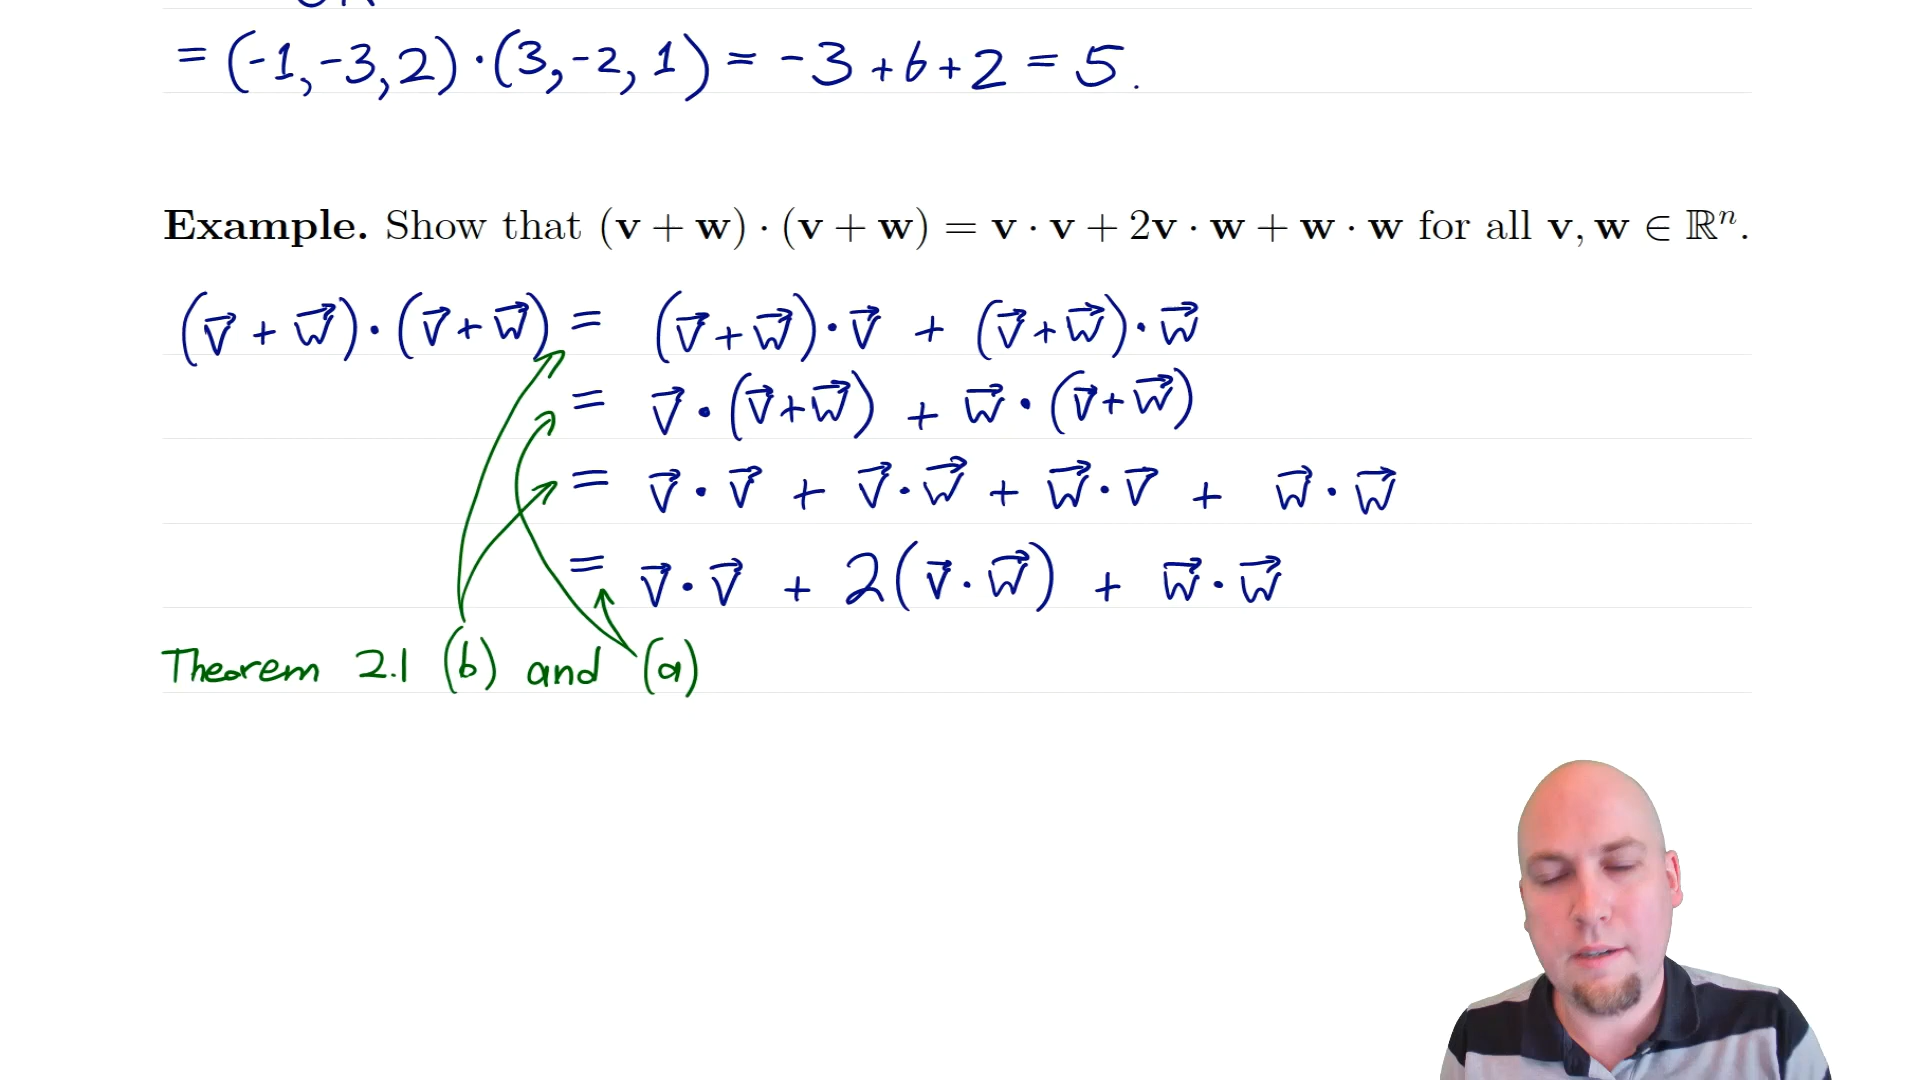 = (-1,-3,2)·(3,-2,1) = -3+6+2 = 5.
Example. Show that (v + w) · (v + w) = v · v + 2v · w + w · w for all v, w ∈ ℝⁿ.
(v⃗ + w⃗)·(v⃗+w⃗) = (v⃗+w⃗)·v⃗ + (v⃗+w⃗)·w⃗
= v⃗·(v⃗+w⃗) + w⃗·(v⃗+w⃗)
= v⃗·v⃗ + v⃗·w⃗ + w⃗·v⃗ + w⃗·w⃗
= v⃗·v⃗ + 2(v⃗·w⃗) + w⃗·w⃗
Theorem 2.1 (b) and (a)